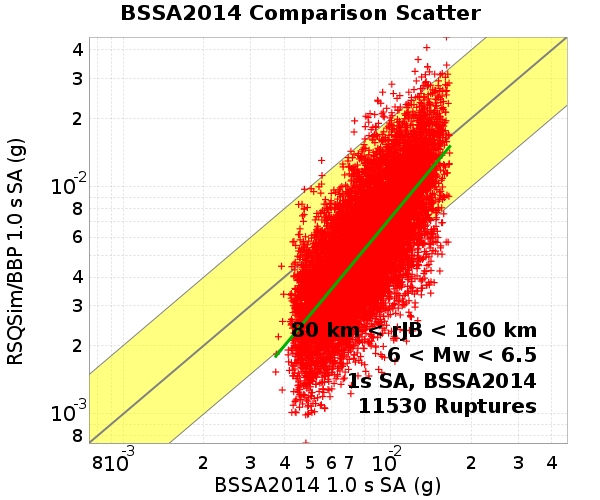 BSSA2014 Comparison Scatter
RSQSim/BBP 1.0 s SA (g)
4
3
2
10-2
8
6
4
3
2
10-3
8
80 km < rJB < 160 km
6 < Mw < 6.5
1s SA, BSSA2014
11530 Ruptures
8 10-3 2 3 4 5 6 7 10-2 2 3 4
BSSA2014 1.0 s SA (g)